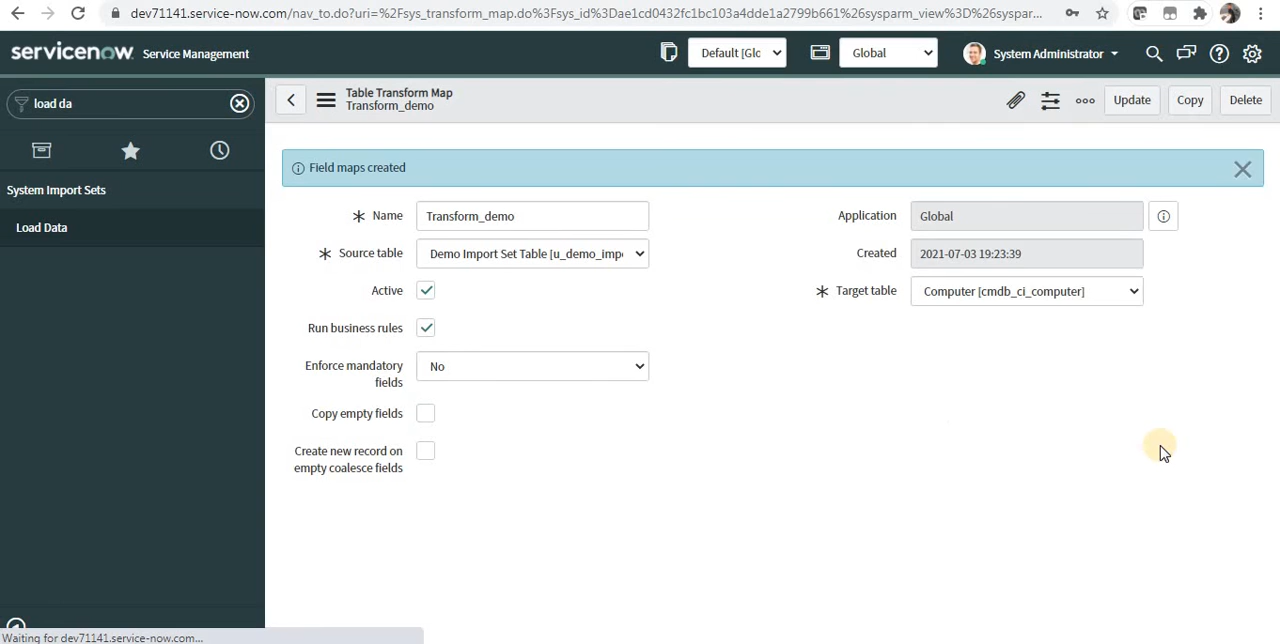 dev71141.service-now.com/nav_to.do?uri=%2Fsys_transform_map.do%3Fsys_id%3Dae1cd0432fc1bc103a4dde1a2799b661%26sysparm_view%3D%26syspar...
servicenow Service Management
Default [Glc
Global
System Administrator
load da
Table Transform Map
Transform_demo
Update
Copy
Delete
System Import Sets
Load Data
Field maps created
Name
Transform_demo
Application
Global
Source table
Demo Import Set Table [u_demo_imp
Created
2021-07-03 19:23:39
Active
Target table
Computer [cmdb_ci_computer]
Run business rules
Enforce mandatory
fields
No
Copy empty fields
Create new record on
empty coalesce fields
Waiting for dev71141.service-now.com...